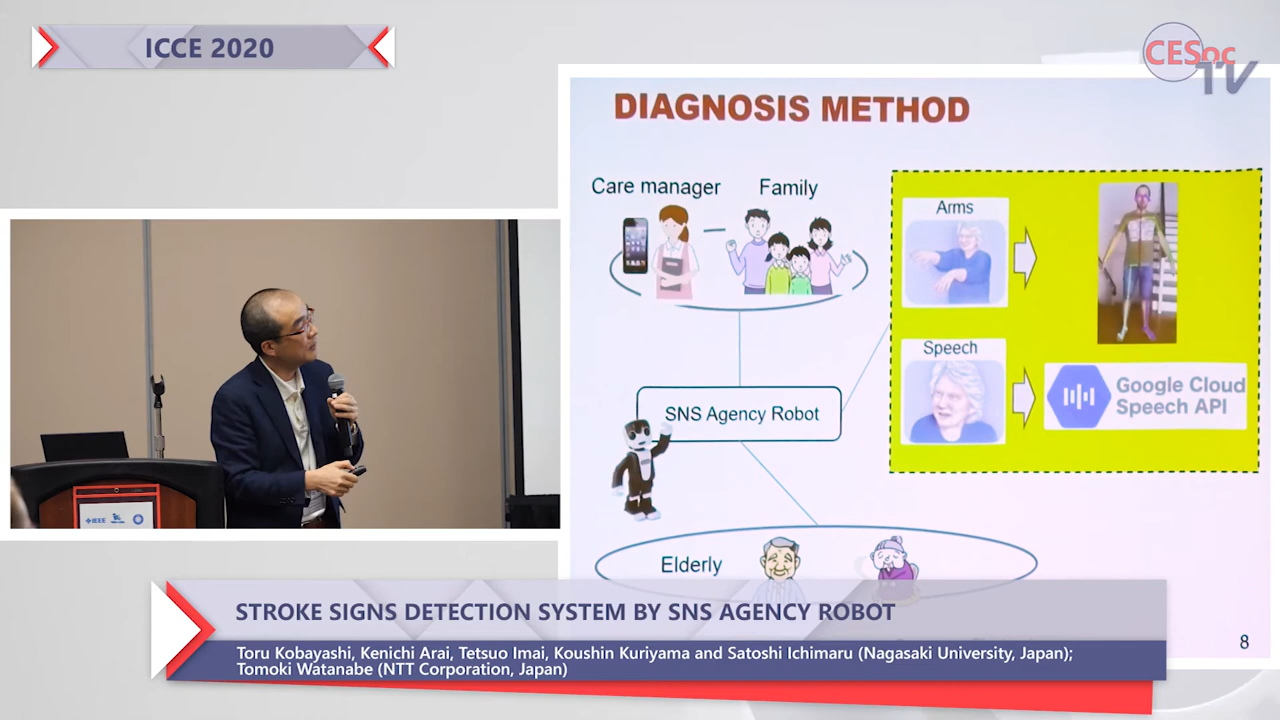 ICCE 2020
CESoc
TV
DIAGNOSIS METHOD
Care manager
Family
Arms
Speech
Google Cloud
Speech API
SNS Agency Robot
Elderly
8
IEEE
STROKE SIGNS DETECTION SYSTEM BY SNS AGENCY ROBOT
Toru Kobayashi, Kenichi Arai, Tetsuo Imai, Koushin Kuriyama and Satoshi Ichimaru (Nagasaki University, Japan);
Tomoki Watanabe (NTT Corporation, Japan)